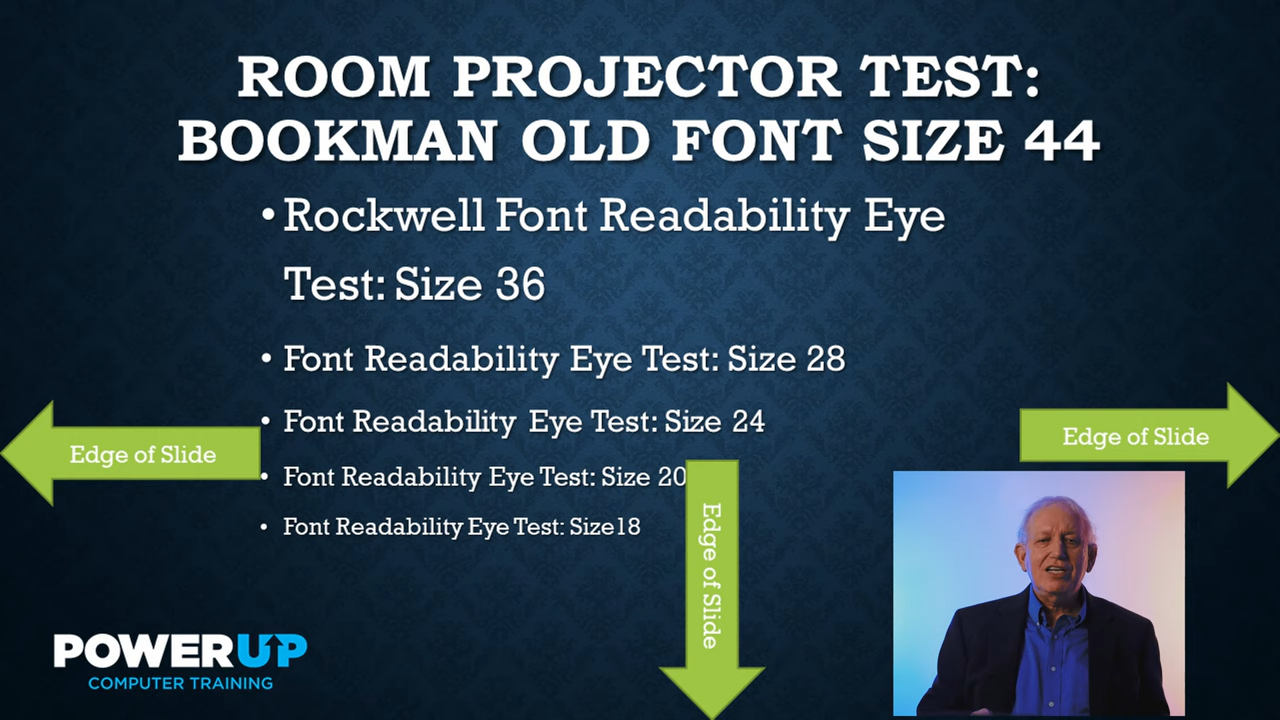 ROOM PROJECTOR TEST:
BOOKMAN OLD FONT SIZE 44
• Rockwell Font Readability Eye
Test: Size 36
• Font Readability Eye Test: Size 28
• Font Readability Eye Test: Size 24
• Font Readability Eye Test: Size 20
• Font Readability Eye Test: Size18
Edge of Slide
Edge of Slide
Edge of Slide
POWERUP
COMPUTER TRAINING